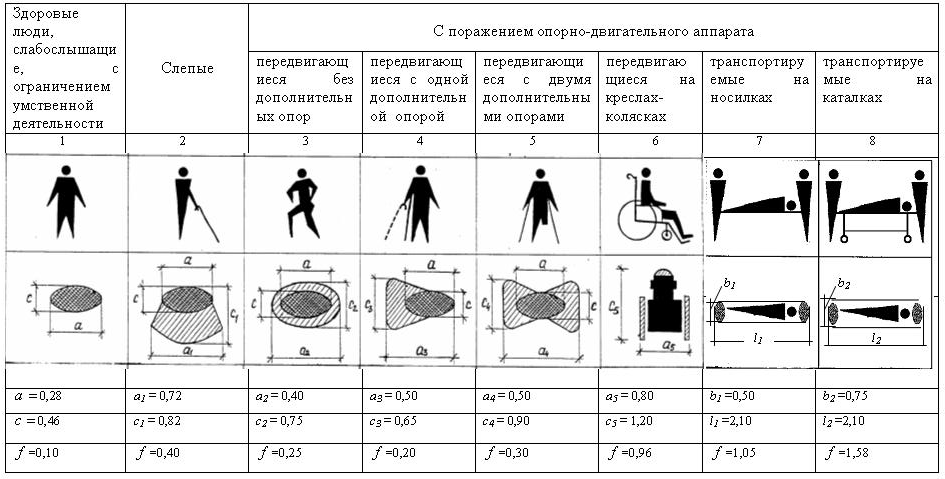 Здоровые
люди,
слабослышащи
е, с
ограничением
умственной
деятельности
Слепые
С поражением опорно-двигательного аппарата
передвигающ
иеся без
дополнительн
ых опор
передвигающ
иеся с одной
дополнительн
ой опорой
передвигающи
еся с двумя
дополнительны
ми опорами
передвигаю
щиеся на
креслах-
колясках
транспортиру
емые на
носилках
транспортируе
мые на
каталках
1 2 3 4 5 6 7 8
c a
a c c1 a1
a c c2 a2
a c3 c a3
a c4 c a4
c5 a5
b1 l1
b2 l2
a =0,28 a1 = 0,72 a2 = 0,40 a3 = 0,50 a4 = 0,50 a5 = 0,80 b1 =0,50 b2 =0,75
c =0,46 c1 = 0,82 c2 = 0,75 c3 = 0,65 c4 = 0,90 c5 = 1,20 l1 =2,10 l2 =2,10
f =0,10 f =0,40 f =0,25 f =0,20 f =0,30 f =0,96 f =1,05 f =1,58